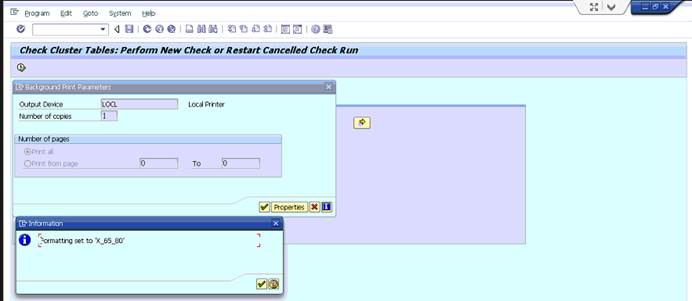 Program Edit Goto System Help
Check Cluster Tables: Perform New Check or Restart Cancelled Check Run
Background Print Parameters
Output Device LOCL Local Printer
Number of copies 1
Number of pages
Print all
Print from page 0 To 0
Properties
Information
Formatting set to 'X_65_80'